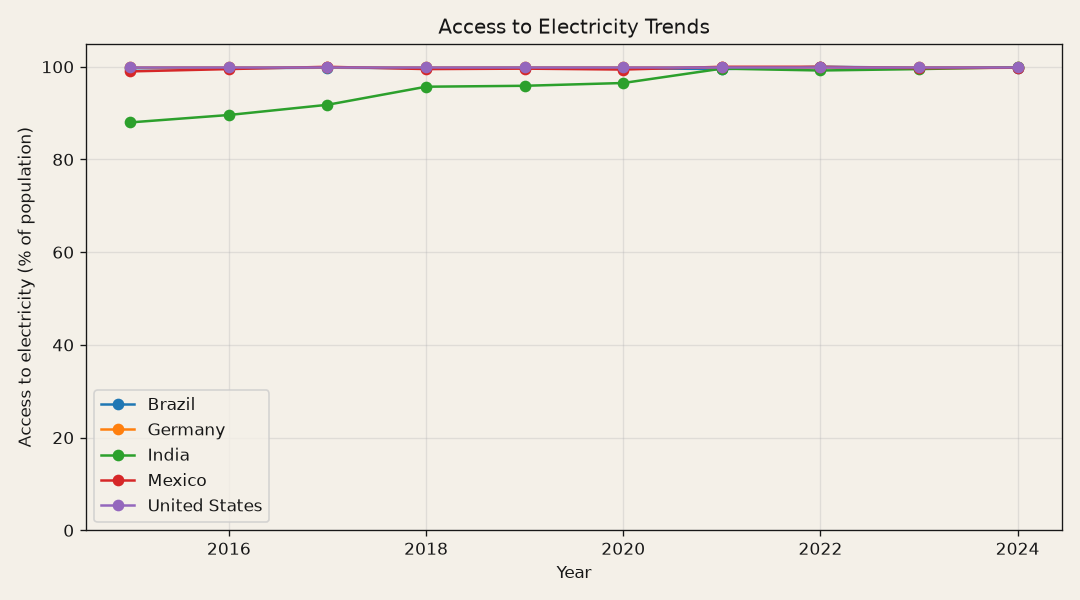 Access to Electricity Trends
Access to electricity (% of population)
100
80
60
40
20
0
Brazil
Germany
India
Mexico
United States
2016 2018 2020 2022 2024
Year